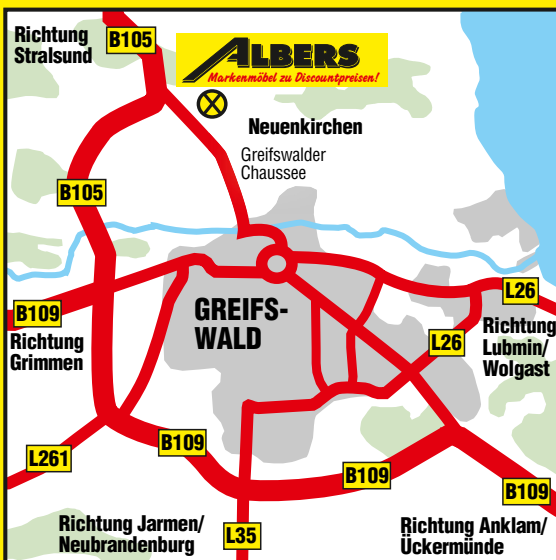 Richtung
Stralsund
B105
ALBERS
Markenmöbel zu Discountpreisen!
Neuenkirchen
Greifswalder
Chaussee
B105
B109
Richtung
Grimmen
GREIFS-
WALD
L26
Richtung
Lubmin/
Wolgast
L26
L261
B109
B109
B109
L35
Richtung Jarmen/
Neubrandenburg
Richtung Anklam/
Ückermünde